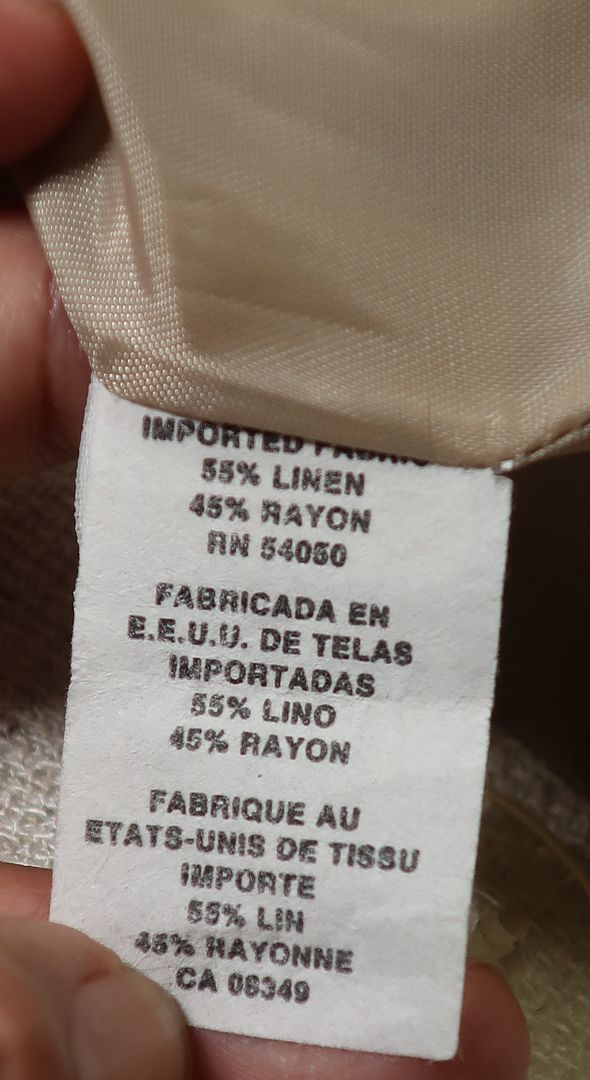 IMPORTED FABRIC
55% LINEN
45% RAYON
RN 54050
FABRICADA EN
E.E.U.U. DE TELAS
IMPORTADAS
55% LINO
45% RAYON
FABRIQUE AU
ETATS-UNIS DE TISSU
IMPORTE
55% LIN
45% RAYONNE
CA 08349